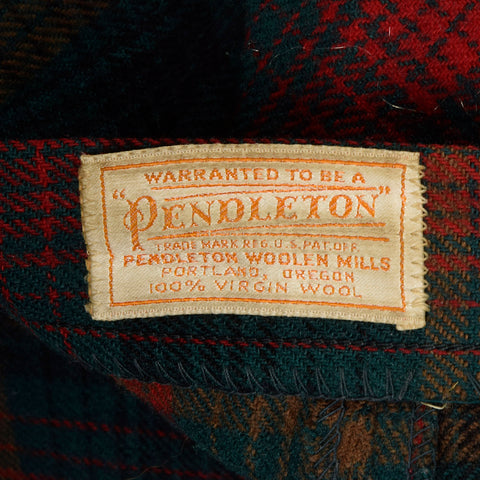 WARRANTED TO BE A
"PENDLETON"
TRADE MARK REG. U.S. PAT. OFF.
PENDLETON WOOLEN MILLS
PORTLAND, OREGON
100% VIRGIN WOOL